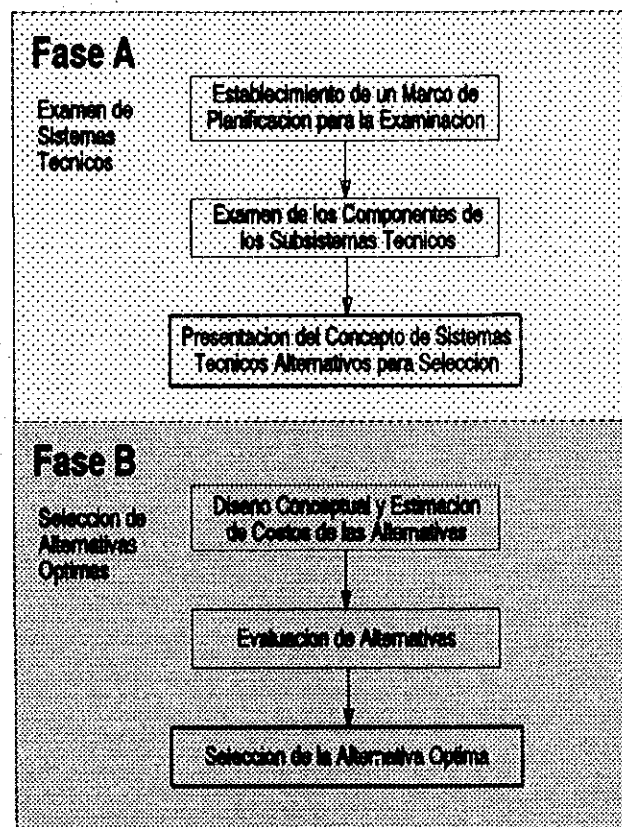 Fase A
Examen de
Sistemas
Tecnicos
Establecimiento de un Marco de
Planificacion para la Examinacion
Examen de los Componentes de
los Subsistemas Tecnicos
Presentacion del Concepto de Sistemas
Tecnicos Alternativos para Seleccion
Fase B
Seleccion de
Alternativas
Optimas
Diseño Conceptual y Estimacion
de Costos de las Alternativas
Evaluacion de Alternativas
Seleccion de la Alternativa Optima